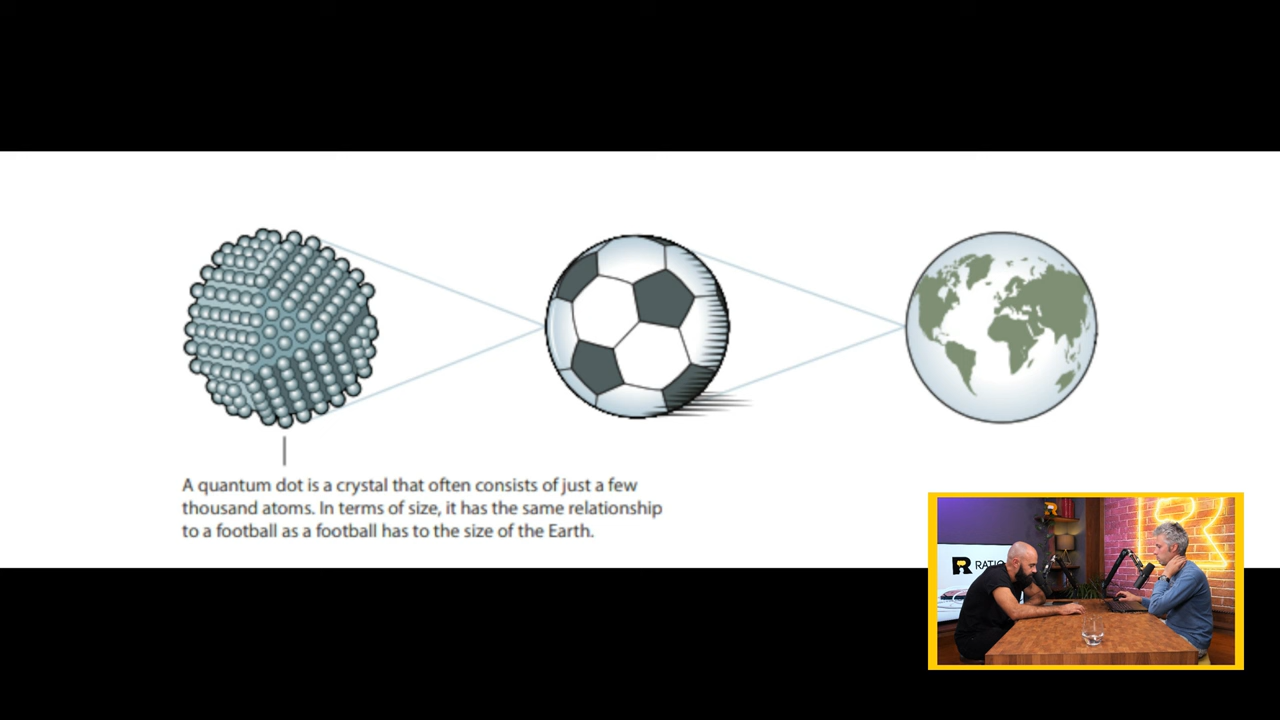 A quantum dot is a crystal that often consists of just a few
thousand atoms. In terms of size, it has the same relationship
to a football as a football has to the size of the Earth.
R RATIO
R